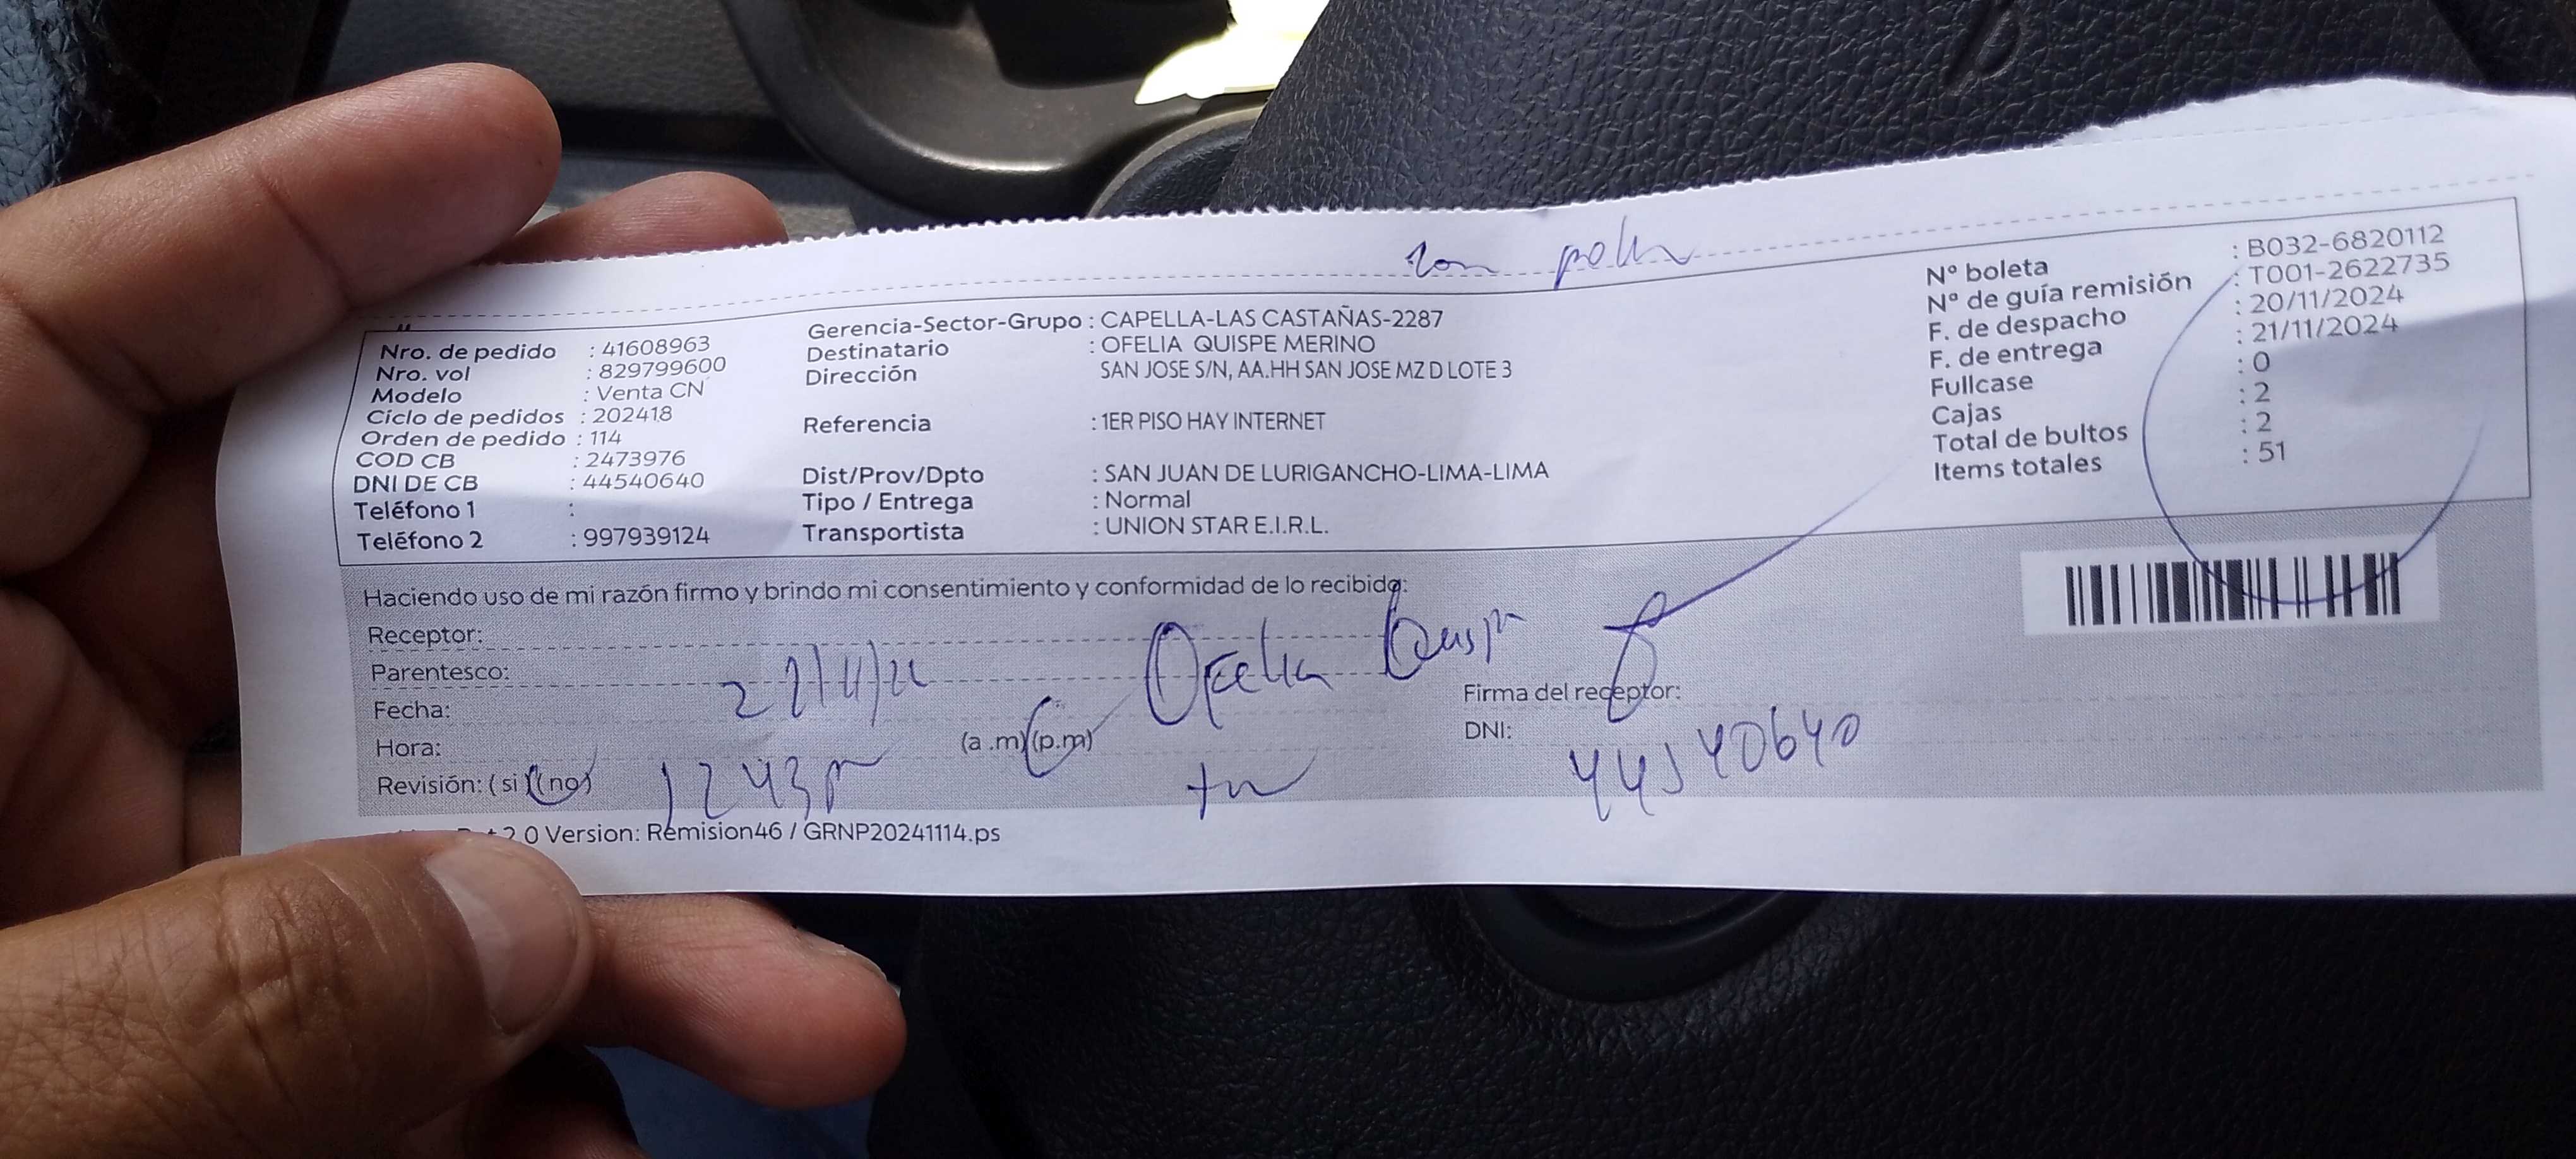 Nro. de pedido : 41608963
Nro. vol : 829799600
Modelo : Venta CN
Ciclo de pedidos : 202418
Orden de pedido : 114
COD CB : 2473976
DNI DE CB : 44540640
Teléfono 1 :
Teléfono 2 : 997939124
Gerencia-Sector-Grupo : CAPELLA-LAS CASTAÑAS-2287
Destinatario : OFELIA QUISPE MERINO
Dirección SAN JOSE S/N, AA.HH SAN JOSE MZ D LOTE 3
Referencia : 1ER PISO HAY INTERNET
Dist/Prov/Dpto : SAN JUAN DE LURIGANCHO-LIMA-LIMA
Tipo / Entrega : Normal
Transportista : UNION STAR E.I.R.L.
N° boleta : B032-6820112
N° de guía remisión : T001-2622735
F. de despacho : 20/11/2024
F. de entrega : 21/11/2024
Fullcase : 0
Cajas : 2
Total de bultos : 2
Items totales : 51
Haciendo uso de mi razón firmo y brindo mi consentimiento y conformidad de lo recibido:
Receptor: Ofelia
Parentesco:
Fecha:
Hora: (a .m)(p.m)
Revisión: ( si )(no) 1243p
Firma del receptor:
DNI: 44540640
2.0 Version: Remision46 / GRNP20241114.ps